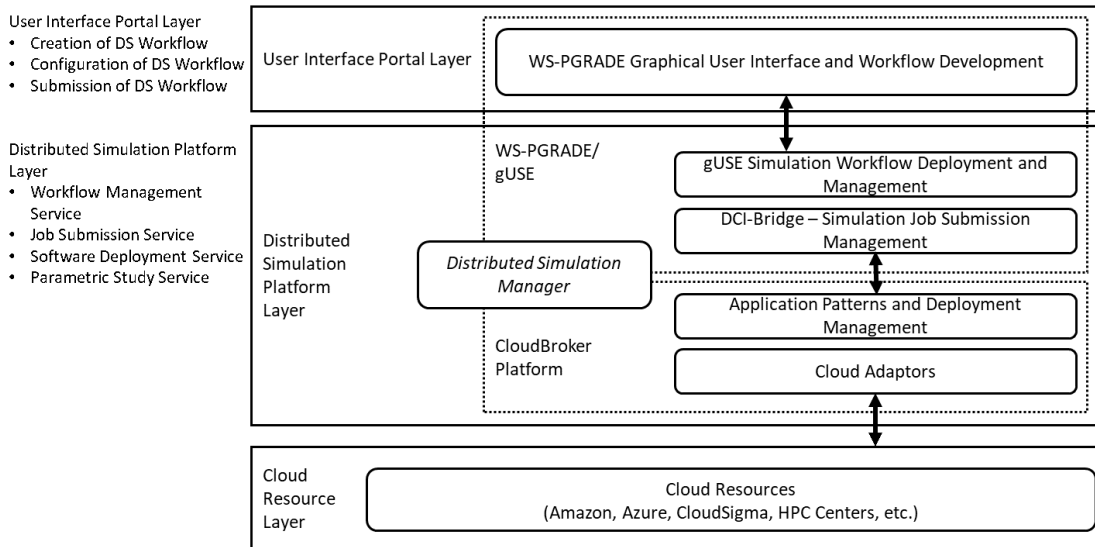 User Interface Portal Layer
• Creation of DS Workflow
• Configuration of DS Workflow
• Submission of DS Workflow
Distributed Simulation Platform
Layer
• Workflow Management
Service
• Job Submission Service
• Software Deployment Service
• Parametric Study Service
User Interface Portal Layer
WS-PGRADE Graphical User Interface and Workflow Development
Distributed
Simulation
Platform
Layer
WS-PGRADE/
gUSE
gUSE Simulation Workflow Deployment and
Management
DCI-Bridge – Simulation Job Submission
Management
Distributed Simulation
Manager
CloudBroker
Platform
Application Patterns and Deployment
Management
Cloud Adaptors
Cloud
Resource
Layer
Cloud Resources
(Amazon, Azure, CloudSigma, HPC Centers, etc.)